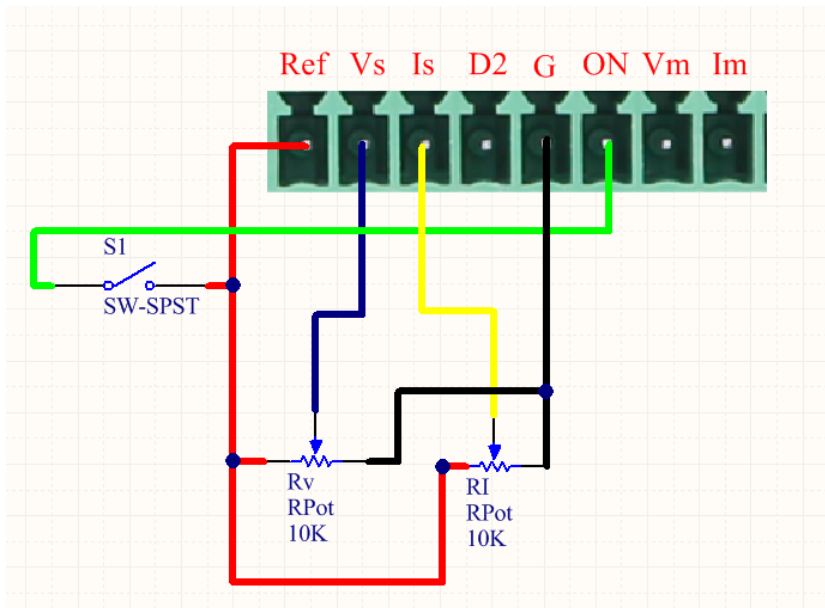 Ref Vs Is D2 G ON Vm Im
S1
SW-SPST
Rv
RPot
10K
RI
RPot
10K